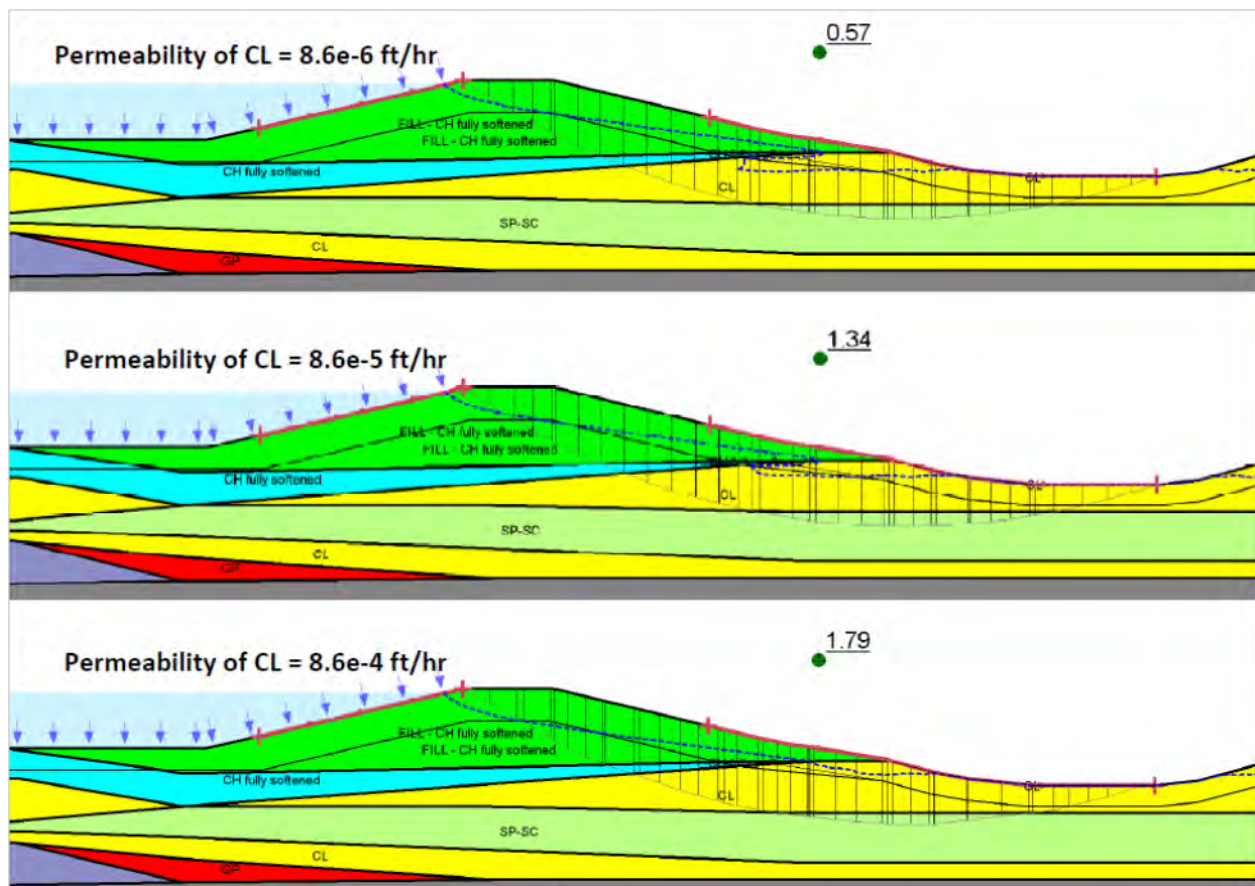 0.57
Permeability of CL = 8.6e-6 ft/hr
FILL - CH fully softened
FILL - CH fully softened
CH fully softened
CL
CL
SP-SC
CL
GP
1.34
Permeability of CL = 8.6e-5 ft/hr
FILL - CH fully softened
FILL - CH fully softened
CH fully softened
CL
CL
SP-SC
CL
GP
1.79
Permeability of CL = 8.6e-4 ft/hr
FILL - CH fully softened
FILL - CH fully softened
CH fully softened
CL
CL
SP-SC
CL
GP